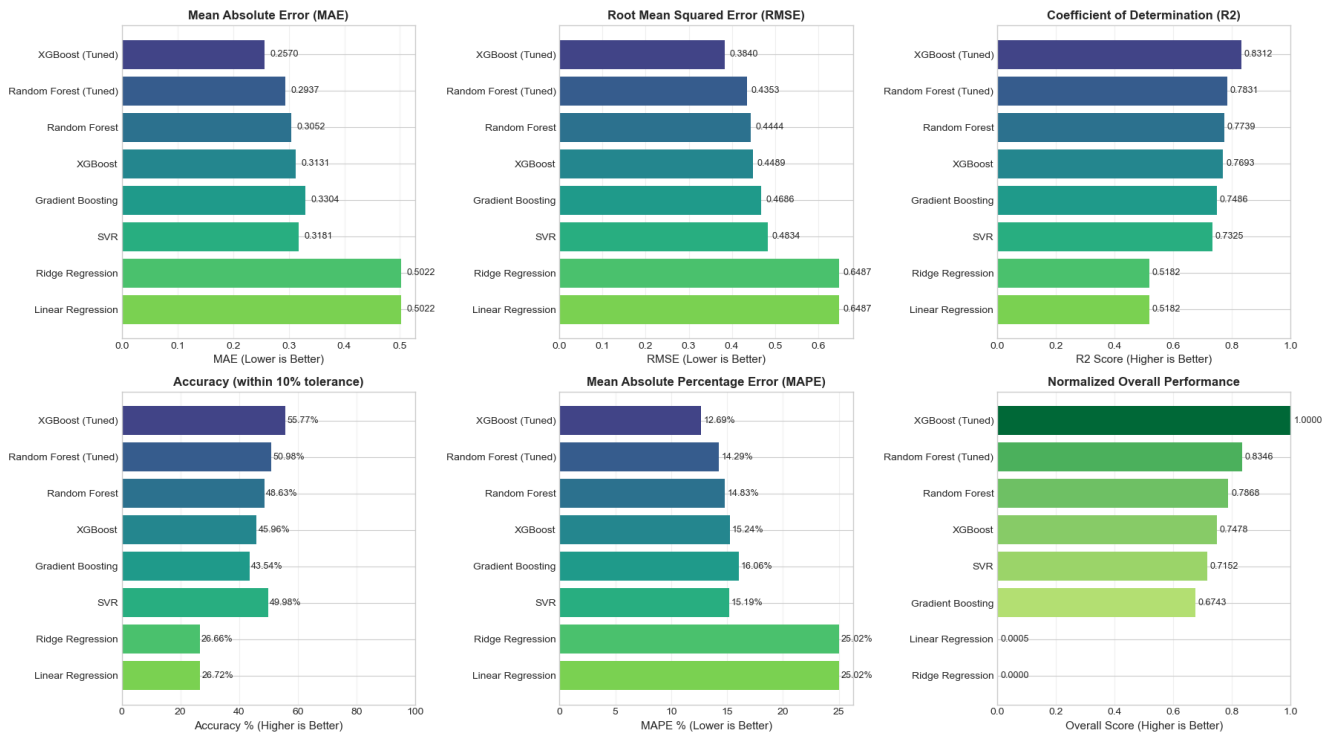 Mean Absolute Error (MAE)
XGBoost (Tuned)
0.2570
Random Forest (Tuned)
0.2937
Random Forest
0.3052
XGBoost
0.3131
Gradient Boosting
0.3304
SVR
0.3181
Ridge Regression
0.5022
Linear Regression
0.5022
0.0 0.1 0.2 0.3 0.4 0.5
MAE (Lower is Better)
Root Mean Squared Error (RMSE)
XGBoost (Tuned)
0.3840
Random Forest (Tuned)
0.4353
Random Forest
0.4444
XGBoost
0.4489
Gradient Boosting
0.4686
SVR
0.4834
Ridge Regression
0.6487
Linear Regression
0.6487
0.0 0.1 0.2 0.3 0.4 0.5 0.6
RMSE (Lower is Better)
Coefficient of Determination (R2)
XGBoost (Tuned)
0.8312
Random Forest (Tuned)
0.7831
Random Forest
0.7739
XGBoost
0.7693
Gradient Boosting
0.7486
SVR
0.7325
Ridge Regression
0.5182
Linear Regression
0.5182
0.0 0.2 0.4 0.6 0.8 1.0
R2 Score (Higher is Better)
Accuracy (within 10% tolerance)
XGBoost (Tuned)
55.77%
Random Forest (Tuned)
50.98%
Random Forest
48.63%
XGBoost
45.96%
Gradient Boosting
43.54%
SVR
49.98%
Ridge Regression
26.66%
Linear Regression
26.72%
0 20 40 60 80 100
Accuracy % (Higher is Better)
Mean Absolute Percentage Error (MAPE)
XGBoost (Tuned)
12.69%
Random Forest (Tuned)
14.29%
Random Forest
14.83%
XGBoost
15.24%
Gradient Boosting
16.06%
SVR
15.19%
Ridge Regression
25.02%
Linear Regression
25.02%
0 5 10 15 20 25
MAPE % (Lower is Better)
Normalized Overall Performance
XGBoost (Tuned)
1.0000
Random Forest (Tuned)
0.8346
Random Forest
0.7868
XGBoost
0.7478
SVR
0.7152
Gradient Boosting
0.6743
Linear Regression
0.0005
Ridge Regression
0.0000
0.0 0.2 0.4 0.6 0.8 1.0
Overall Score (Higher is Better)